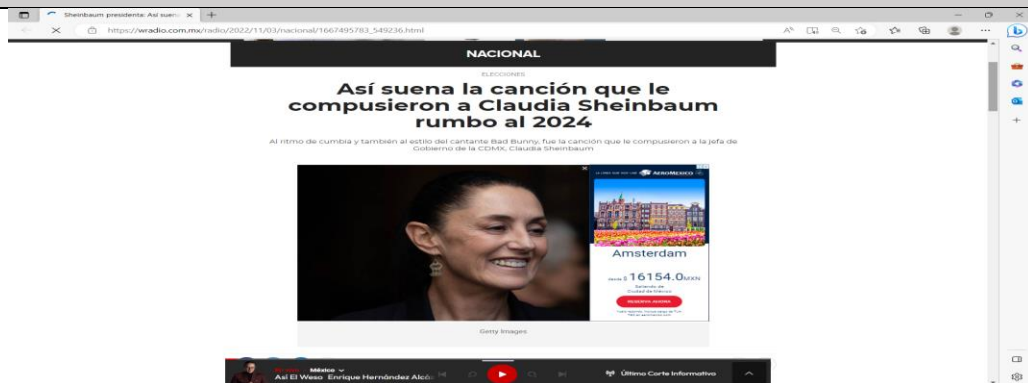 Sheinbaum presidenta: Así suena
https://wradio.com.mx/radio/2022/11/03/nacional/1667495783_549236.html
NACIONAL
ELECCIONES
Así suena la canción que le
compusieron a Claudia Sheinbaum
rumbo al 2024
Al ritmo de cumbia y también al estilo del cantante Bad Bunny, fue la canción que le compusieron a la jefa de
Gobierno de la CDMX, Claudia Sheinbaum
AEROMEXICO
Amsterdam
$ 16154.0 MXN
Saliendo de
Ciudad de México
RESERVA AHORA
Getty Images
México
Así El Weso Enrique Hernández Alcá
Último Corte Informativo